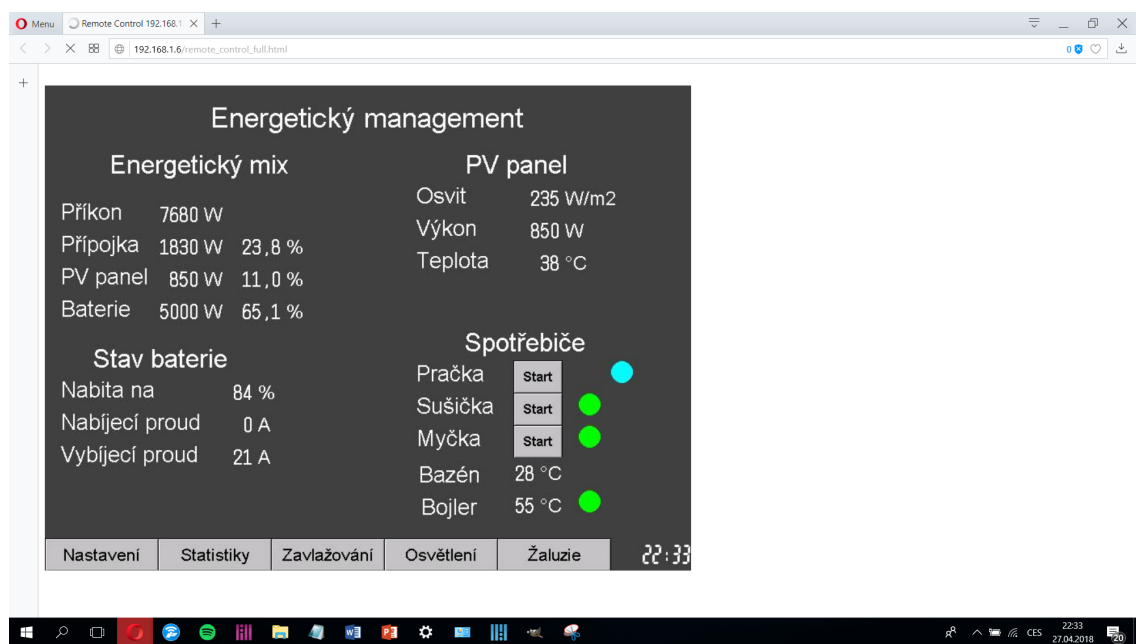 Menu
Remote Control 192.168.1
192.168.1.6/remote_control_full.html
0
Energetický management
Energetický mix
Příkon 7680 W
Přípojka 1830 W 23,8 %
PV panel 850 W 11,0 %
Baterie 5000 W 65,1 %
Stav baterie
Nabita na 84 %
Nabíjecí proud 0 A
Vybíjecí proud 21 A
PV panel
Osvit 235 W/m2
Výkon 850 W
Teplota 38 °C
Spotřebiče
Pračka Start
Sušička Start
Myčka Start
Bazén 28 °C
Bojler 55 °C
Nastavení Statistiky Zavlažování Osvětlení Žaluzie 22:33
CES
22:33
27.04.2018
20